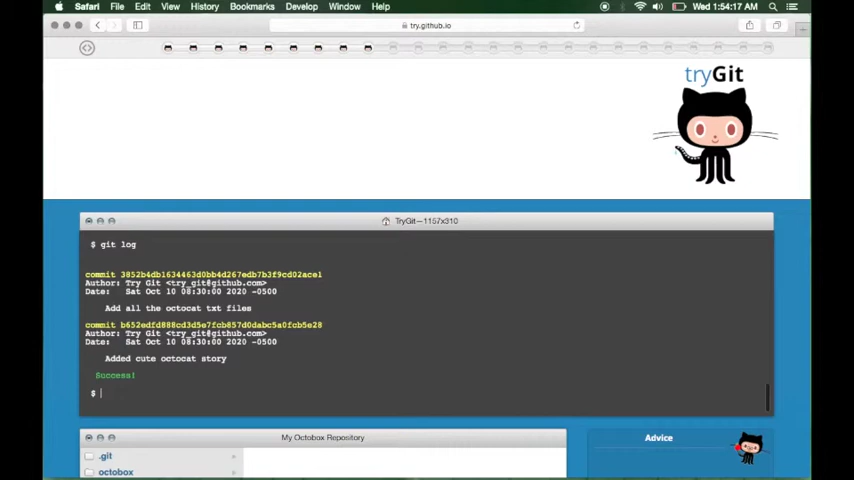 Safari File Edit View History Bookmarks Develop Window Help
Wed 1:54:17 AM
try.github.io
tryGit
TryGit—1157x310
$ git log
commit 3852b4db1634463d0bb4d267edb7b3f9cd02ace1
Author: Try Git <try_git@github.com>
Date: Sat Oct 10 08:30:00 2020 -0500
Add all the octocat txt files
commit b652edfd888cd3d5e7fcb857d0dabc5a0fcb5e28
Author: Try Git <try_git@github.com>
Date: Sat Oct 10 08:30:00 2020 -0500
Added cute octocat story
Success!
$
My Octobox Repository
Advice
.git
octobox